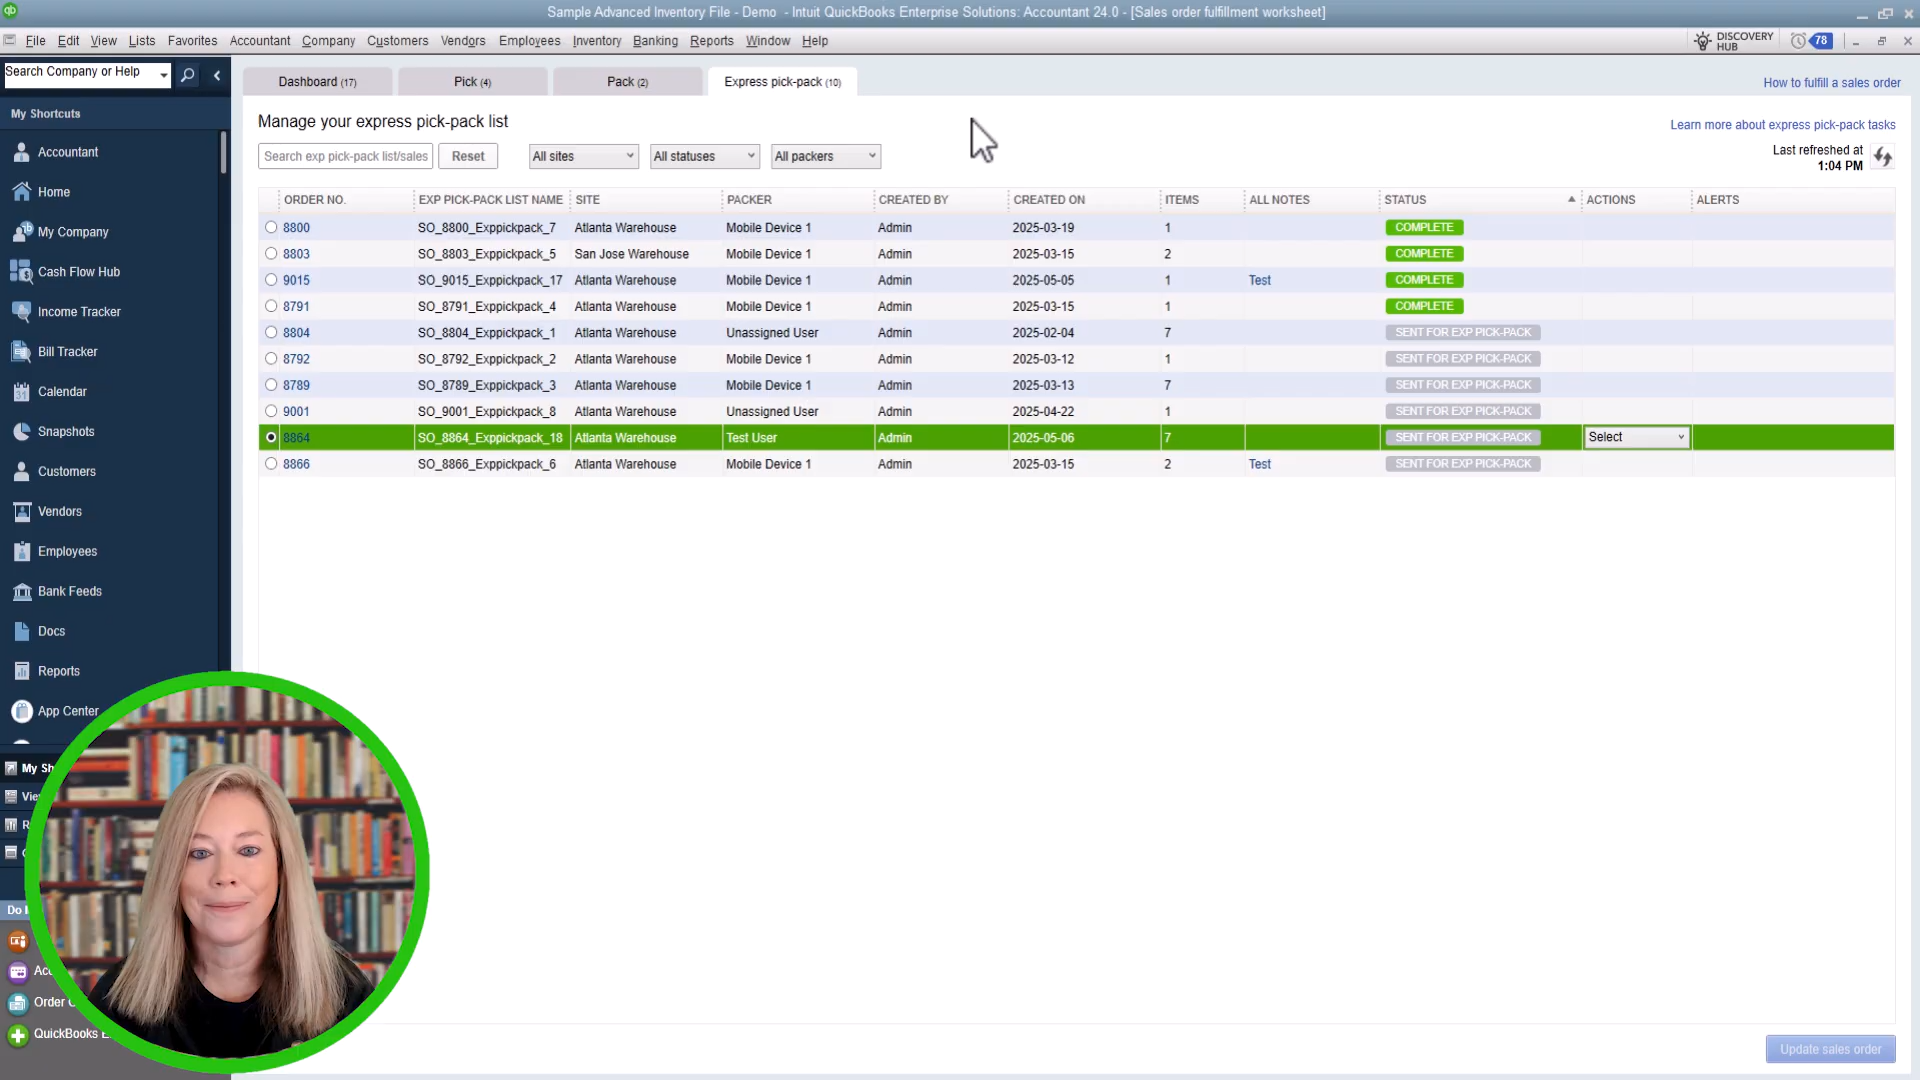 Sample Advanced Inventory File - Demo - Intuit QuickBooks Enterprise Solutions: Accountant 24.0 - [Sales order fulfillment worksheet]
File Edit View Lists Favorites Accountant Company Customers Vendors Employees Inventory Banking Reports Window Help
DISCOVERY HUB 78
Search Company or Help
Dashboard (17) Pick (4) Pack (2) Express pick-pack (10)
How to fulfill a sales order
My Shortcuts
Accountant
Home
My Company
Cash Flow Hub
Income Tracker
Bill Tracker
Calendar
Snapshots
Customers
Vendors
Employees
Bank Feeds
Docs
Reports
App Center
My Sh
Order
QuickBooks E
Manage your express pick-pack list
Learn more about express pick-pack tasks
Search exp pick-pack list/sales Reset All sites All statuses All packers
Last refreshed at
1:04 PM
ORDER NO. EXP PICK-PACK LIST NAME SITE PACKER CREATED BY CREATED ON ITEMS ALL NOTES STATUS ACTIONS ALERTS
8800 SO_8800_Exppickpack_7 Atlanta Warehouse Mobile Device 1 Admin 2025-03-19 1 COMPLETE
8803 SO_8803_Exppickpack_5 San Jose Warehouse Mobile Device 1 Admin 2025-03-15 2 COMPLETE
9015 SO_9015_Exppickpack_17 Atlanta Warehouse Mobile Device 1 Admin 2025-05-05 1 Test COMPLETE
8791 SO_8791_Exppickpack_4 Atlanta Warehouse Mobile Device 1 Admin 2025-03-15 1 COMPLETE
8804 SO_8804_Exppickpack_1 Atlanta Warehouse Unassigned User Admin 2025-02-04 7 SENT FOR EXP PICK-PACK
8792 SO_8792_Exppickpack_2 Atlanta Warehouse Mobile Device 1 Admin 2025-03-12 1 SENT FOR EXP PICK-PACK
8789 SO_8789_Exppickpack_3 Atlanta Warehouse Mobile Device 1 Admin 2025-03-13 7 SENT FOR EXP PICK-PACK
9001 SO_9001_Exppickpack_8 Atlanta Warehouse Unassigned User Admin 2025-04-22 1 SENT FOR EXP PICK-PACK
8864 SO_8864_Exppickpack_18 Atlanta Warehouse Test User Admin 2025-05-06 7 SENT FOR EXP PICK-PACK Select
8866 SO_8866_Exppickpack_6 Atlanta Warehouse Mobile Device 1 Admin 2025-03-15 2 Test SENT FOR EXP PICK-PACK
Update sales order